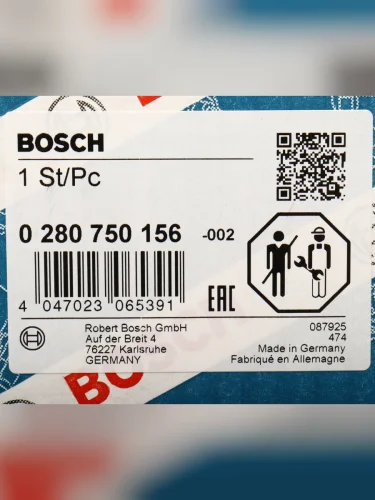 BOSCH
1 St/Pc
0 280 750 156 -002
4 047023 065391
EAC
Robert Bosch GmbH
Auf der Breit 4
76227 Karlsruhe
GERMANY
087925
474
Made in Germany
Fabriqué en Allemagne
BOSCH